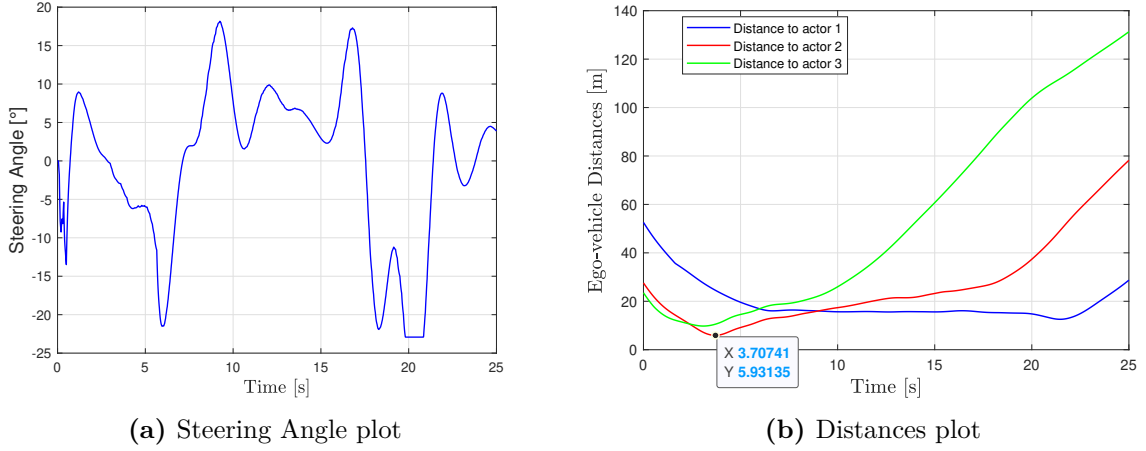 Steering Angle [°]
20
15
10
5
0
-5
-10
-15
-20
-25
0
5
10
15
20
25
Time [s]
(a) Steering Angle plot
Ego-vehicle Distances [m]
140
120
100
80
60
40
20
0
Distance to actor 1
Distance to actor 2
Distance to actor 3
X 3.70741
Y 5.93135
0
10
15
20
25
Time [s]
(b) Distances plot